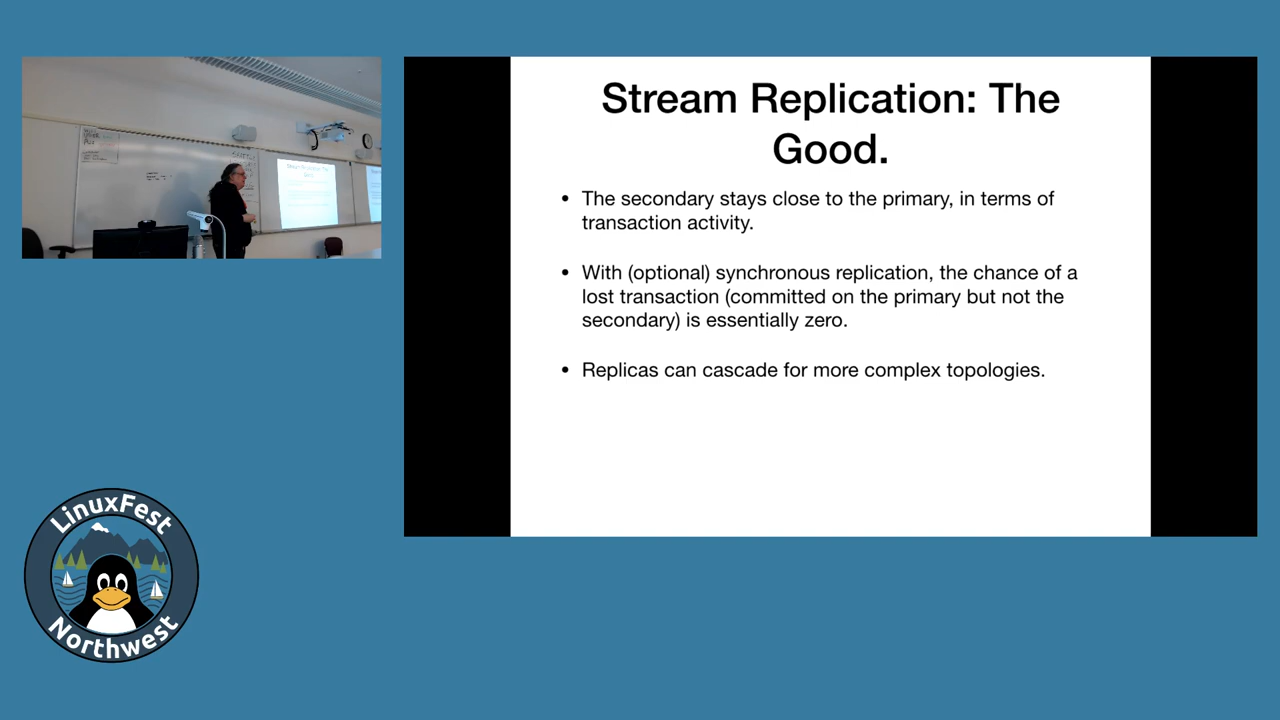 Stream Replication: The
Good.
• The secondary stays close to the primary, in terms of
transaction activity.
• With (optional) synchronous replication, the chance of a
lost transaction (committed on the primary but not the
secondary) is essentially zero.
• Replicas can cascade for more complex topologies.
LinuxFest
Northwest